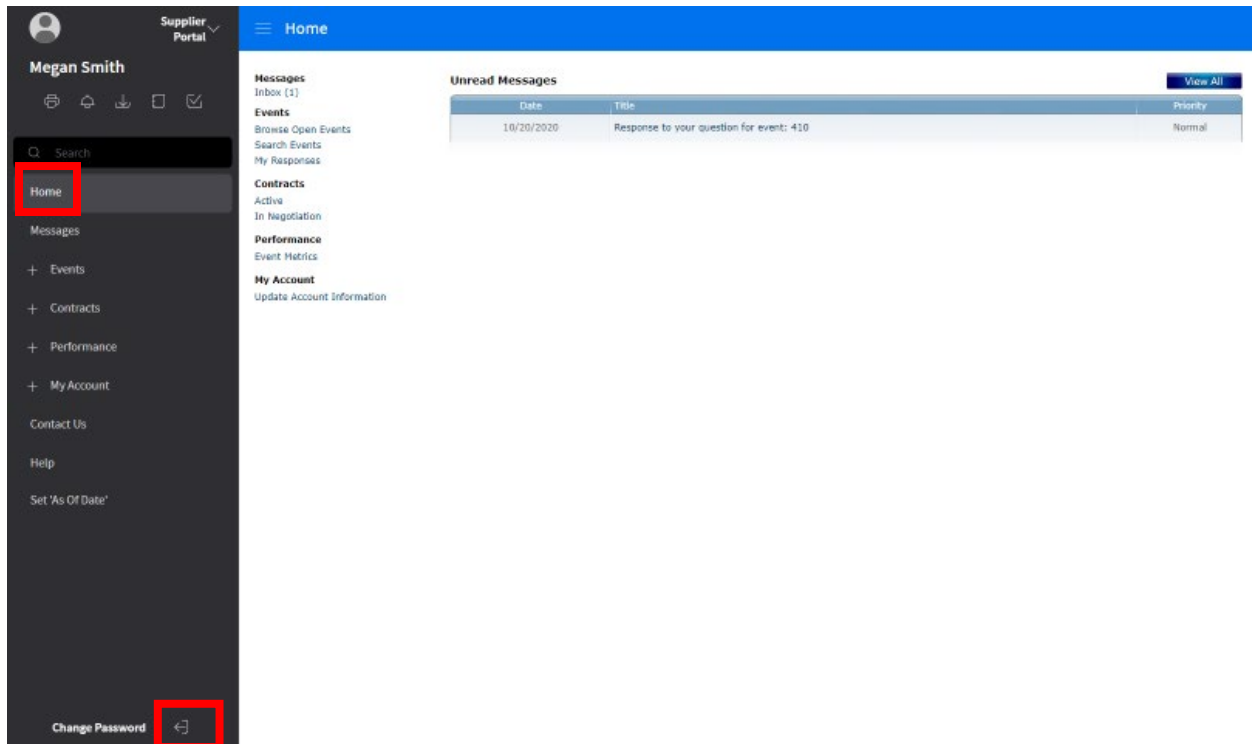 Supplier
Portal
Megan Smith
Search
Home
Messages
+ Events
+ Contracts
+ Performance
+ My Account
Contact Us
Help
Set 'As Of Date'
Change Password
Home
Messages
Inbox (1)
Events
Browse Open Events
Search Events
My Responses
Contracts
Active
In Negotiation
Performance
Event Metrics
My Account
Update Account Information
Unread Messages
View All
Date Title Priority
10/20/2020 Response to your question for event: 410 Normal